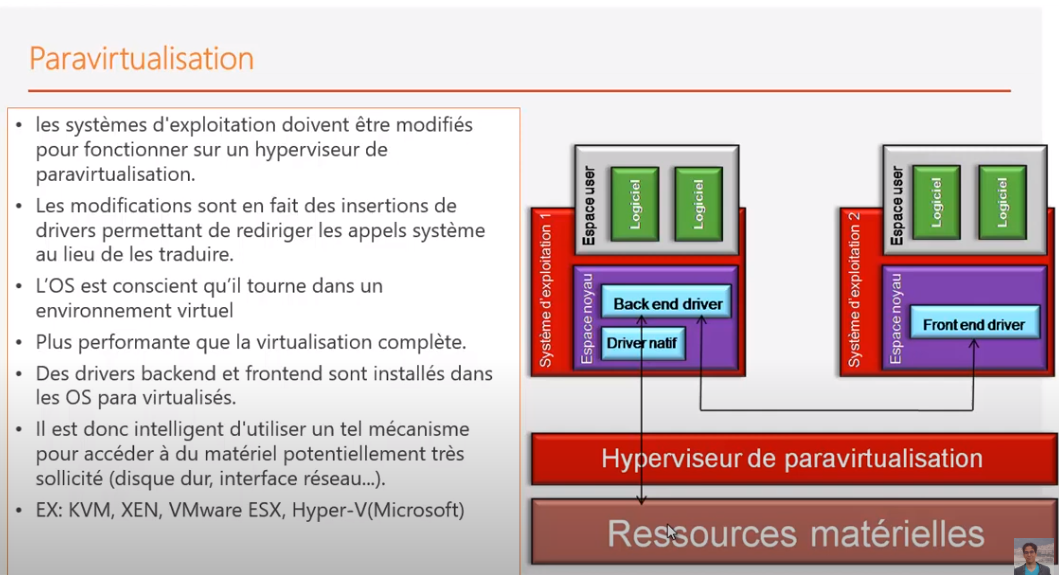 Paravirtualisation
• les systèmes d'exploitation doivent être modifiés
pour fonctionner sur un hyperviseur de
paravirtualisation.
• Les modifications sont en fait des insertions de
drivers permettant de rediriger les appels système
au lieu de les traduire.
• L'OS est conscient qu'il tourne dans un
environnement virtuel
• Plus performante que la virtualisation complète.
• Des drivers backend et frontend sont installés dans
les OS para virtualisés.
• Il est donc intelligent d'utiliser un tel mécanisme
pour accéder à du matériel potentiellement très
sollicité (disque dur, interface réseau...).
• EX: KVM, XEN, VMware ESX, Hyper-V(Microsoft)
Système d'exploitation 1
Espace user
Logiciel
Logiciel
Espace noyau
Back end driver
Driver natif
Système d'exploitation 2
Espace user
Logiciel
Logiciel
Espace noyau
Front end driver
Hyperviseur de paravirtualisation
Ressources matérielles